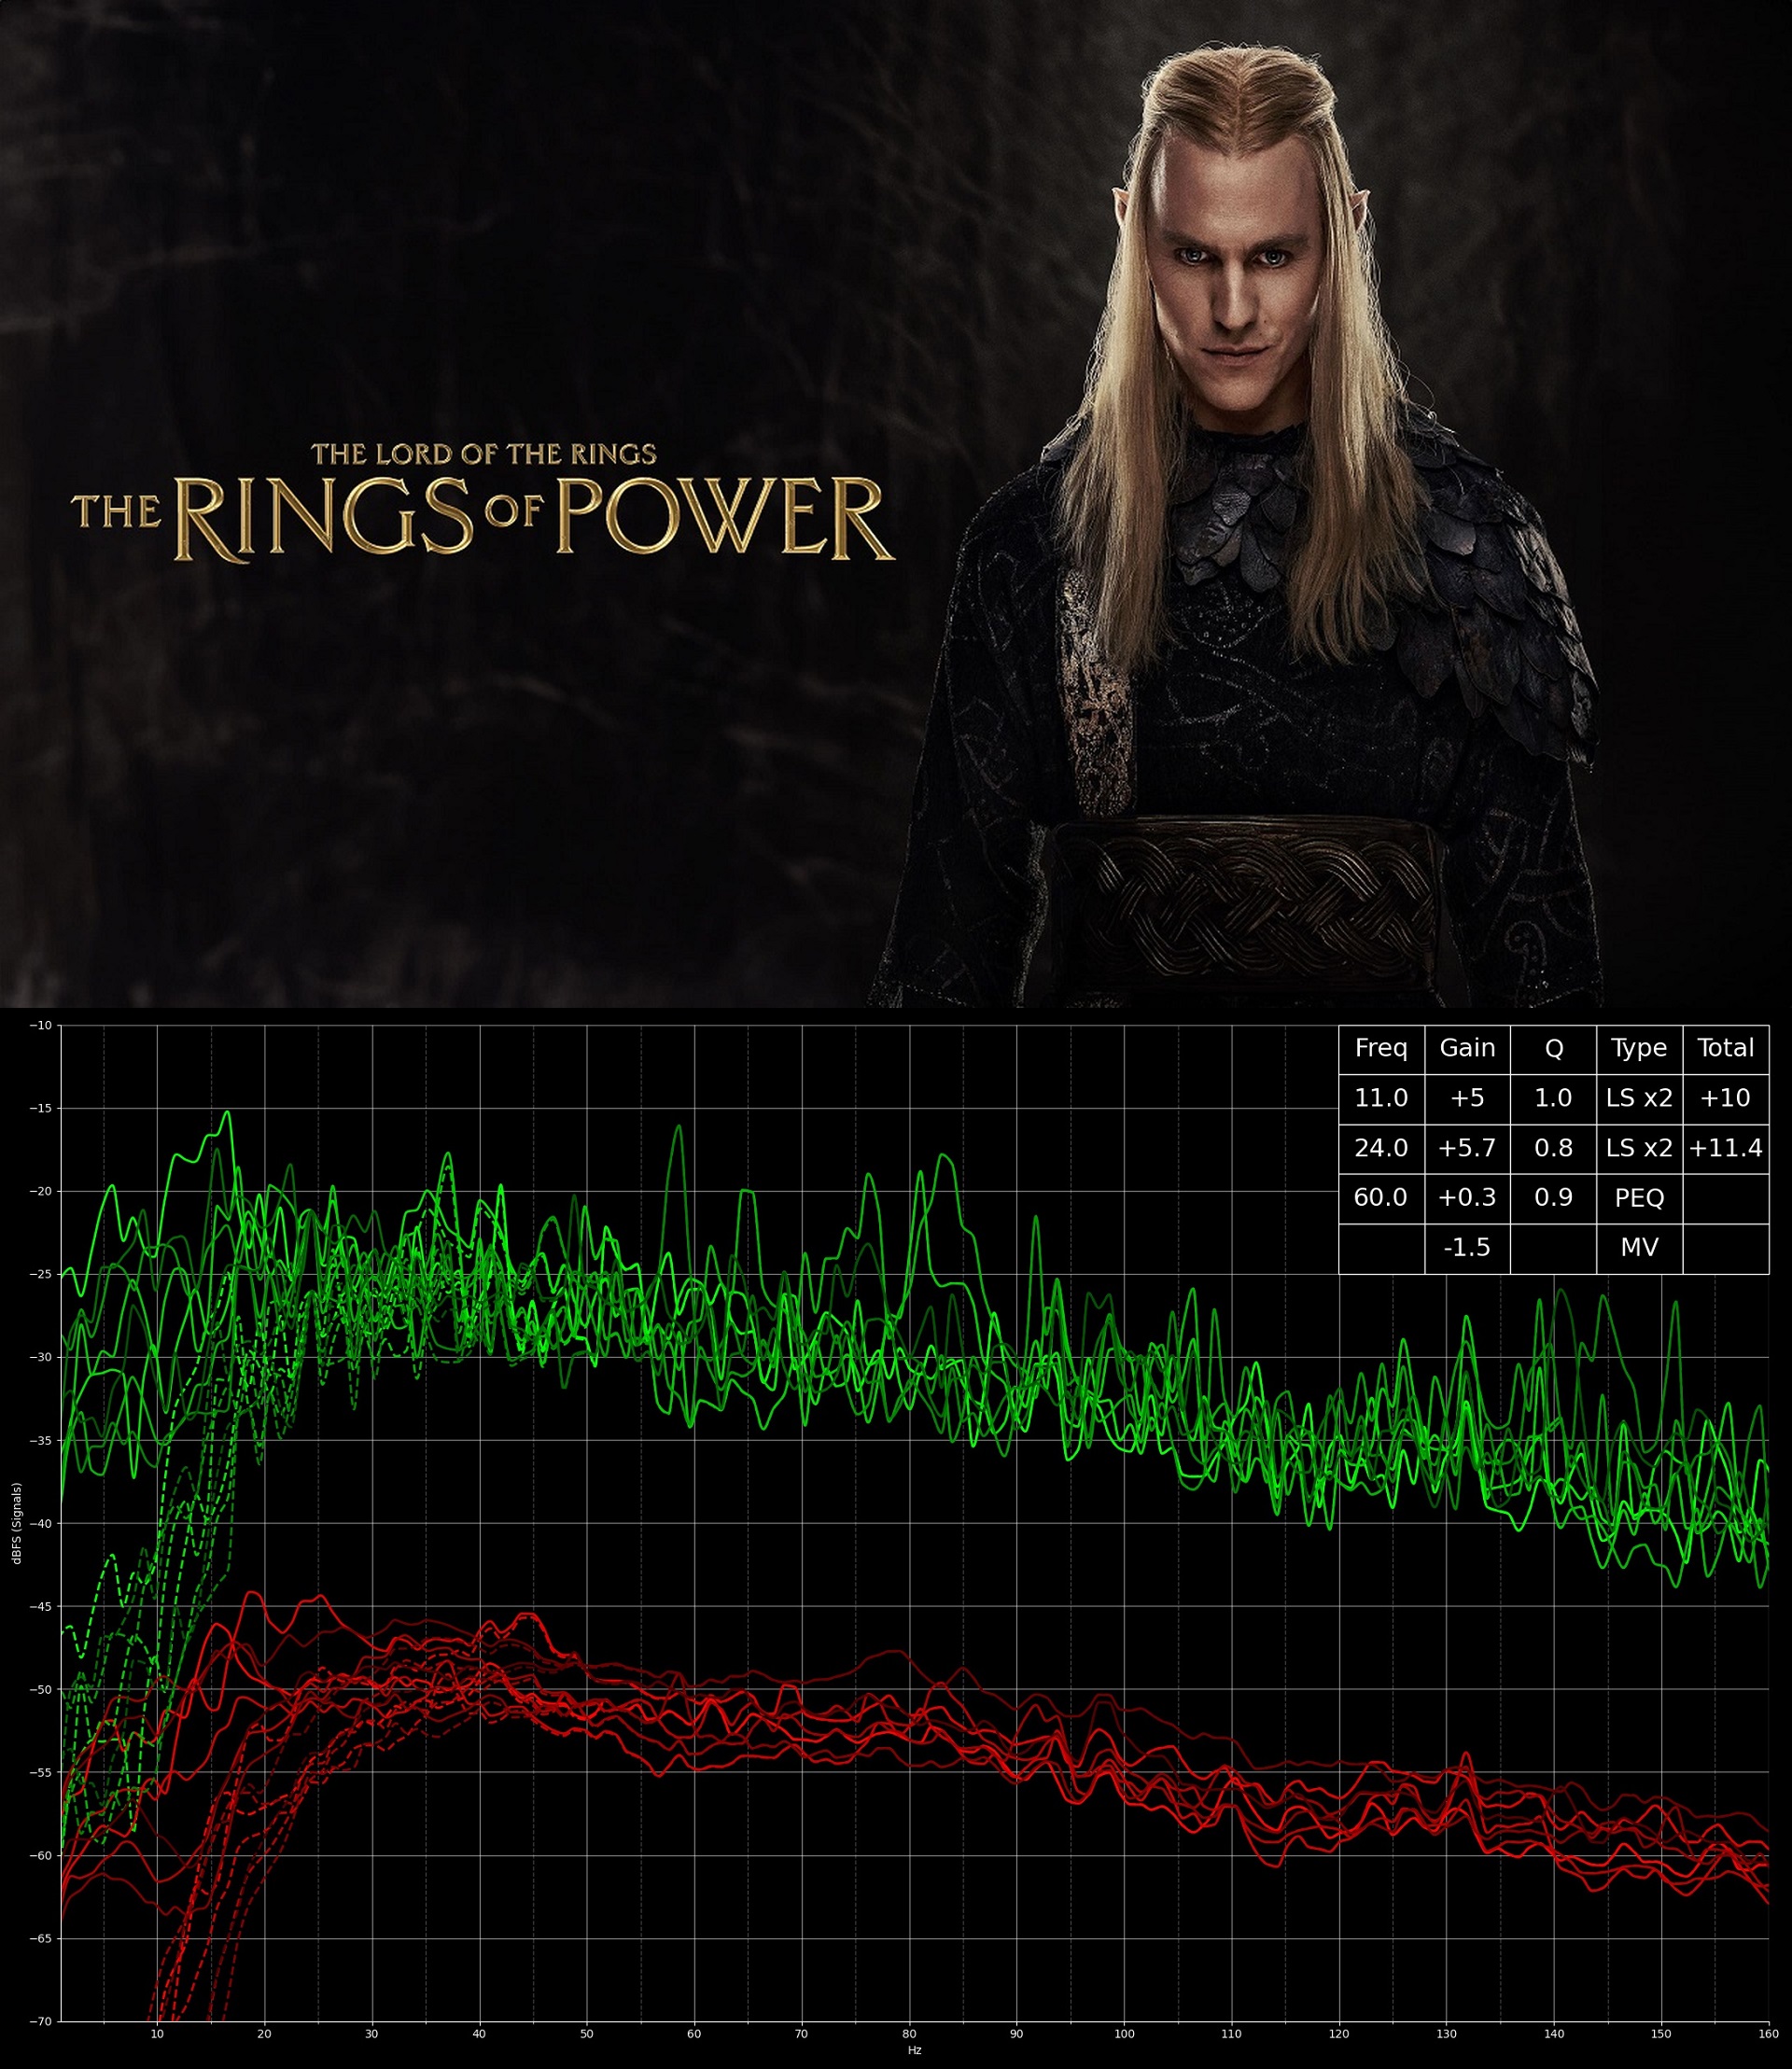 THE LORD OF THE RINGS
THE RINGS OF POWER
Freq Gain Q Type Total
11.0 +5 1.0 LS x2 +10
24.0 +5.7 0.8 LS x2 +11.4
60.0 +0.3 0.9 PEQ
-1.5 MV
−10
−15
−20
−25
−30
−35
−40
−45
−50
−55
−60
−65
−70
dBFS (Signals)
10 20 30 40 50 60 70 80 90 100 110 120 130 140 150 160
Hz